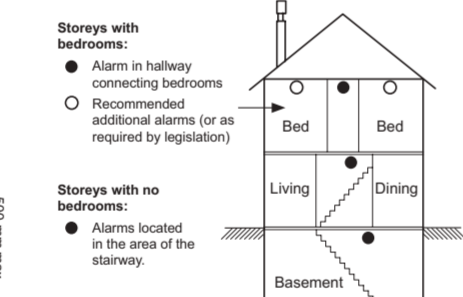 Storeys with
bedrooms:
Alarm in hallway
connecting bedrooms
Recommended
additional alarms (or as
required by legislation)
Storeys with no
bedrooms:
Alarms located
in the area of the
stairway.
Bed
Bed
Living
Dining
Basement